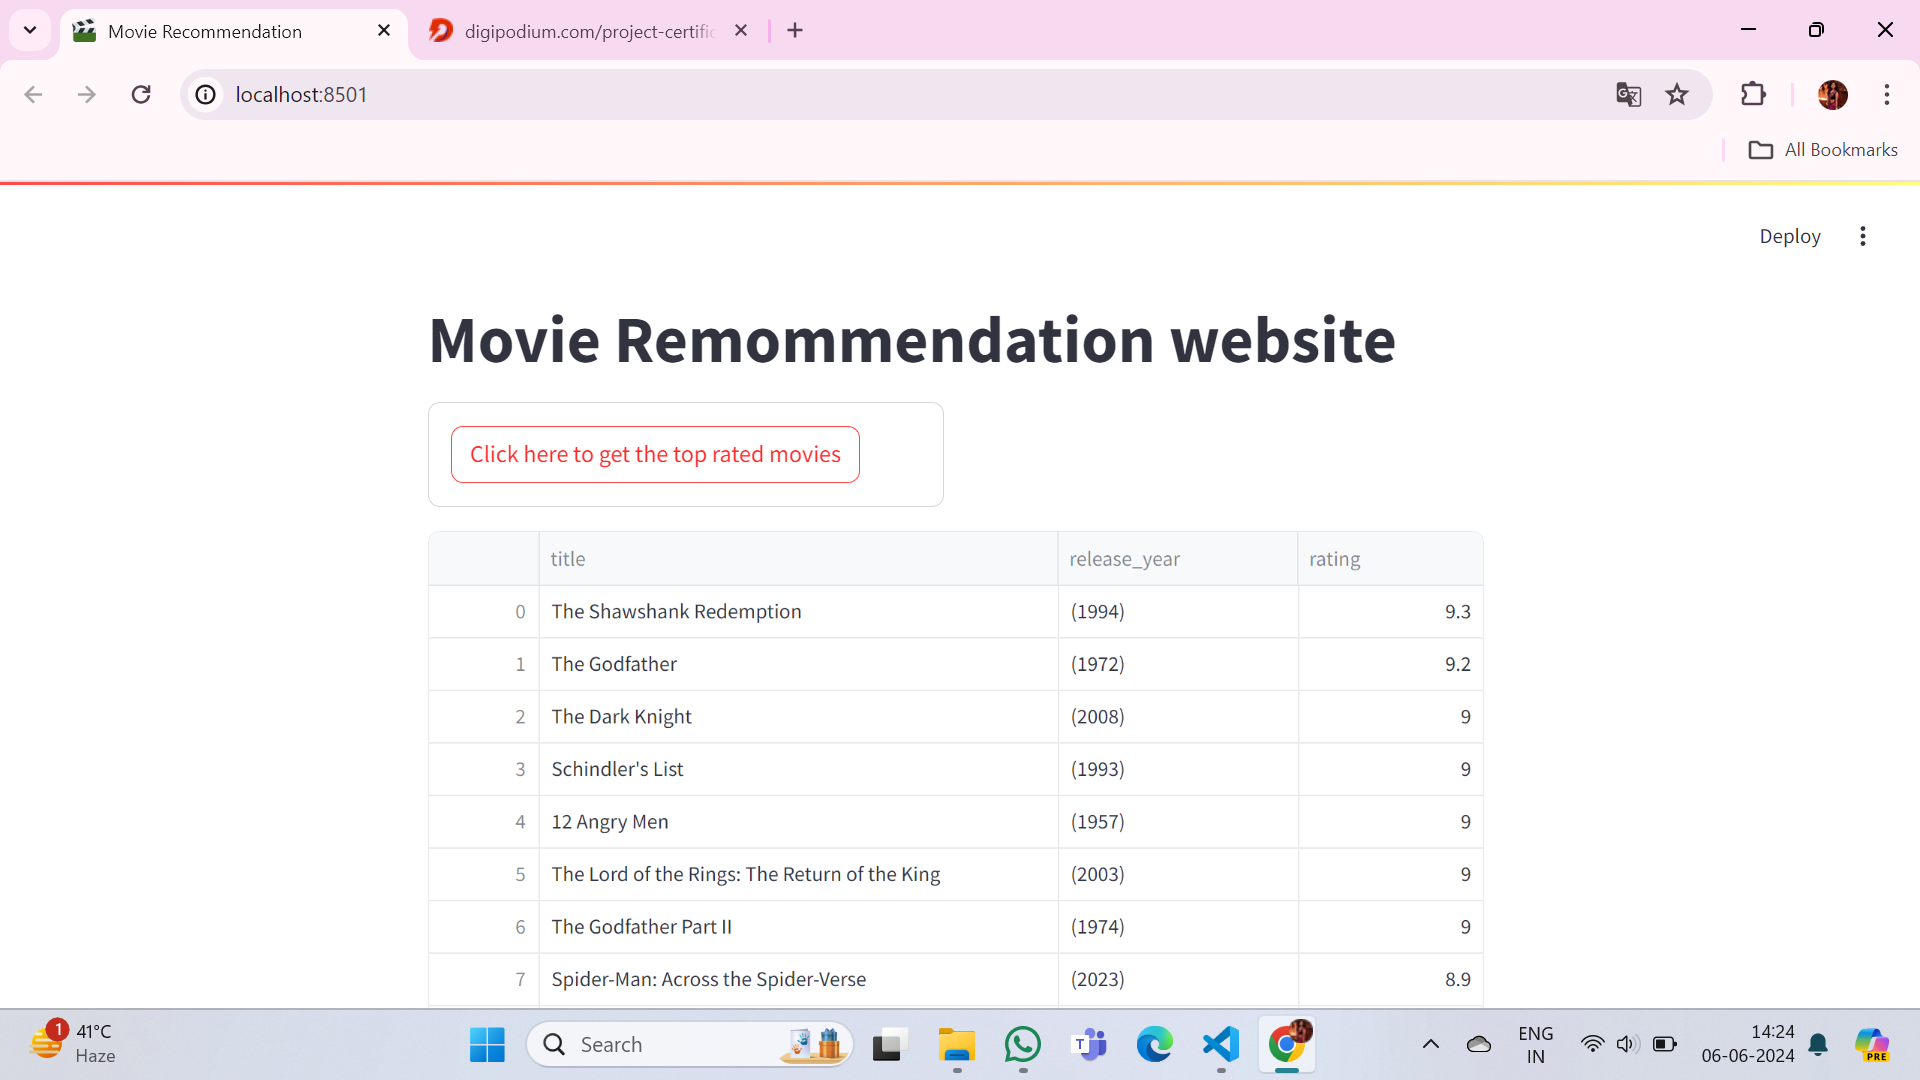 Movie Recommendation
digipodium.com/project-certific
localhost:8501
All Bookmarks
Deploy
Movie Remommendation website
Click here to get the top rated movies
title release_year rating
0 The Shawshank Redemption (1994) 9.3
1 The Godfather (1972) 9.2
2 The Dark Knight (2008) 9
3 Schindler's List (1993) 9
4 12 Angry Men (1957) 9
5 The Lord of the Rings: The Return of the King (2003) 9
6 The Godfather Part II (1974) 9
7 Spider-Man: Across the Spider-Verse (2023) 8.9
1 41°C
Haze
Search
T
ENG
IN
14:24
06-06-2024
PRE